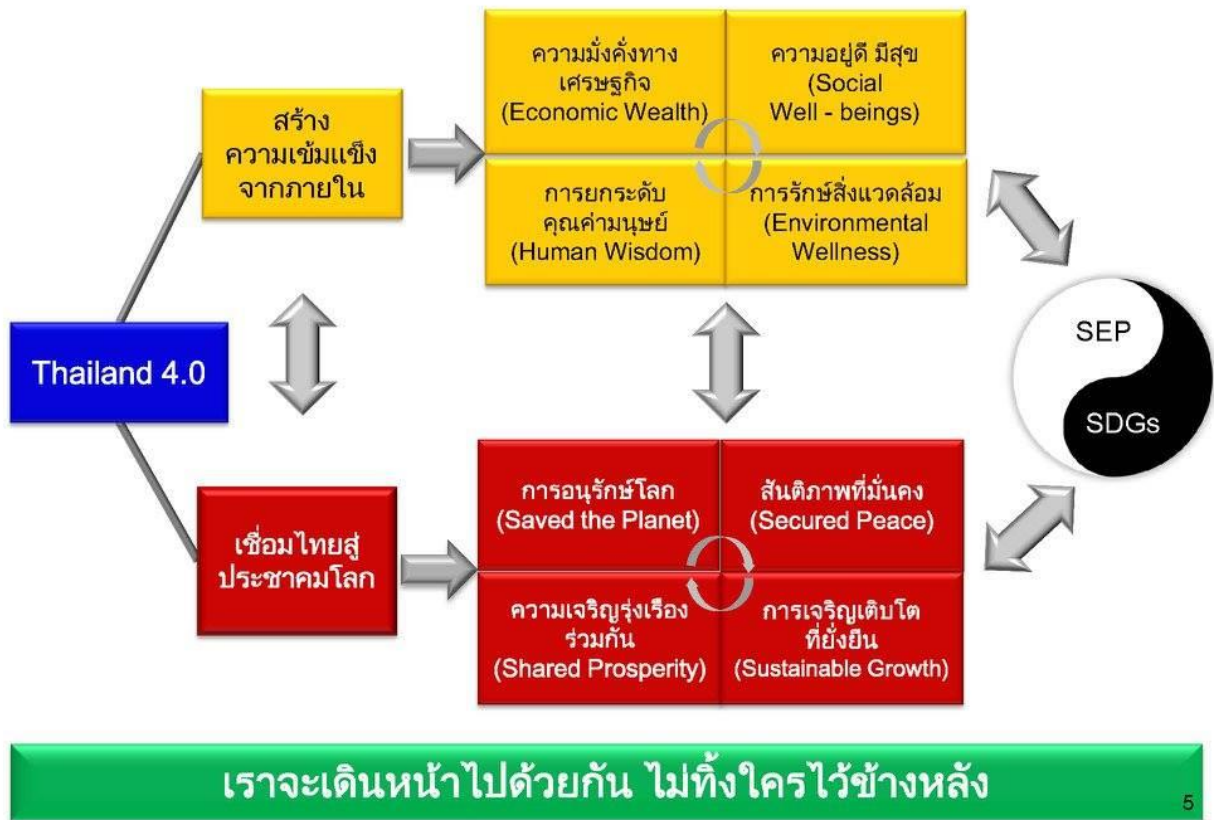 ความมั่งคั่งทาง
เศรษฐกิจ
(Economic Wealth)
ความอยู่ดี มีสุข
(Social
Well - beings)
สร้าง
ความเข้มแข็ง
จากภายใน
การยกระดับ
คุณค่ามนุษย์
(Human Wisdom)
การรักษ์สิ่งแวดล้อม
(Environmental
Wellness)
Thailand 4.0
SEP
SDGs
การอนุรักษ์โลก
(Saved the Planet)
สันติภาพที่มั่นคง
(Secured Peace)
เชื่อมไทยสู่
ประชาคมโลก
ความเจริญรุ่งเรือง
ร่วมกัน
(Shared Prosperity)
การเจริญเติบโต
ที่ยั่งยืน
(Sustainable Growth)
เราจะเดินหน้าไปด้วยกัน ไม่ทิ้งใครไว้ข้างหลัง
5